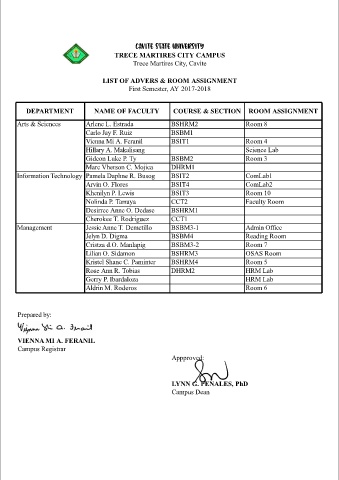 CAVITE STATE UNIVERSITY
TRECE MARTIRES CITY CAMPUS
Trece Martires City, Cavite
LIST OF ADVERS & ROOM ASSIGNMENT
First Semester, AY 2017-2018
DEPARTMENT NAME OF FACULTY COURSE & SECTION ROOM ASSIGNMENT
Arts & Sciences Arlene L. Estrada BSHRM2 Room 8
Carlo Jay F. Ruiz BSBM1
Vienna Mi A. Feranil BSIT1 Room 4
Hillary A. Makalisang Science Lab
Gideon Luke P. Ty BSBM2 Room 3
Marc Vherson C. Mojica DHRM1
Information Technology Pamela Daphne R. Busog BSIT2 ComLab1
Arvin O. Flores BSIT4 ComLab2
Khenilyn P. Lewis BSIT3 Room 10
Nolinda P. Tarraya CCT2 Faculty Room
Desirree Anne O. Dedase BSHRM1
Cherokee T. Rodriguez CCT1
Management Jessie Anne T. Demetillo BSBM3-1 Admin Office
Jelyn D. Digma BSBM4 Reading Room
Cristza d.O. Manlapig BSBM3-2 Room 7
Lilian O. Sidamon BSHRM3 OSAS Room
Kristel Shane C. Paminter BSHRM4 Room 5
Rose Ann R. Tobias DHRM2 HRM Lab
Gerry P. Ibardaloza HRM Lab
Aldrin M. Roderos Room 6
Prepared by:
Vienna Mi A. Feranil
VIENNA MI A. FERANIL
Campus Registrar
Appproved:
LYNN G. PENALES, PhD
Campus Dean